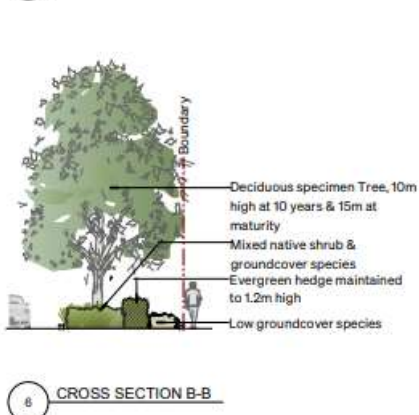 Boundary
Deciduous specimen Tree, 10m
high at 10 years & 15m at
maturity
Mixed native shrub &
groundcover species
Evergreen hedge maintained
to 1.2m high
Low groundcover species
6 CROSS SECTION B-B